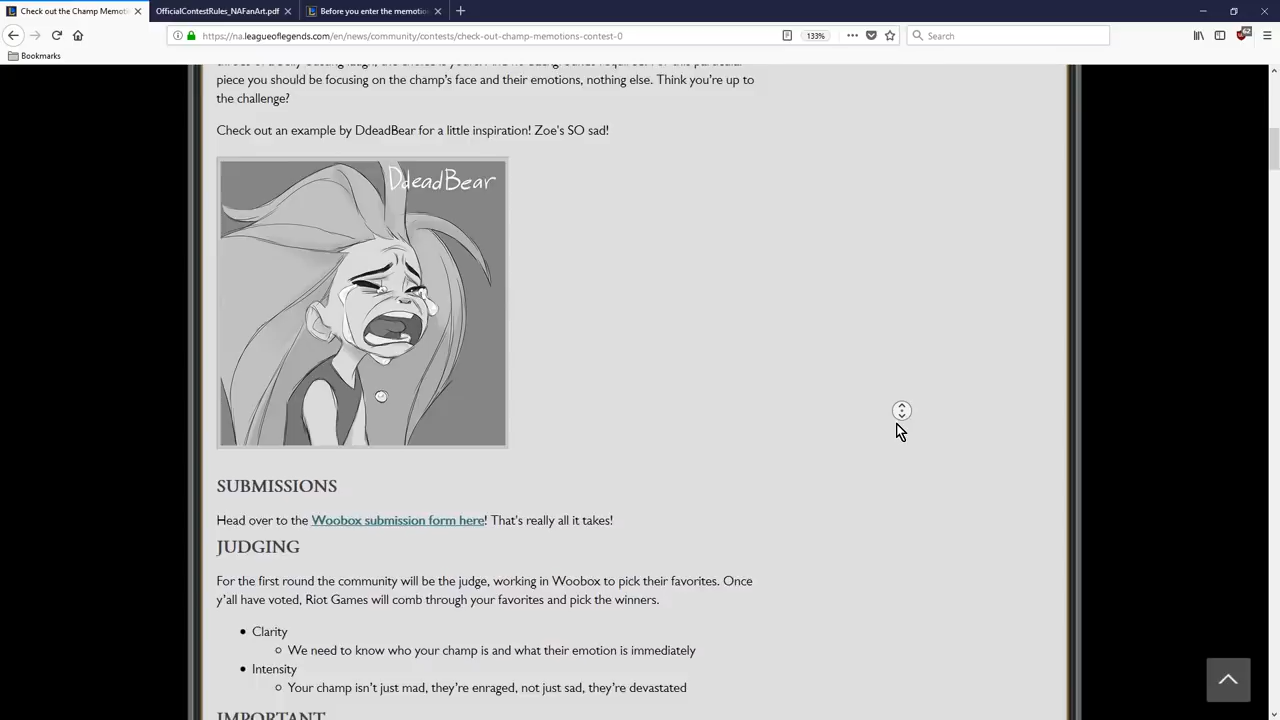 Check out the Champ Memoti
OfficialContestRules_NAFanArt.pdf
Before you enter the memotion
https://na.leagueoflegends.com/en/news/community/contests/check-out-champ-memotions-contest-0
133%
Search
62
Bookmarks
piece you should be focusing on the champ's face and their emotions, nothing else. Think you're up to
the challenge?
Check out an example by DdeadBear for a little inspiration! Zoe's SO sad!
DdeadBear
SUBMISSIONS
Head over to the Woobox submission form here! That's really all it takes!
JUDGING
For the first round the community will be the judge, working in Woobox to pick their favorites. Once
y'all have voted, Riot Games will comb through your favorites and pick the winners.
Clarity
We need to know who your champ is and what their emotion is immediately
Intensity
Your champ isn't just mad, they're enraged, not just sad, they're devastated
IMPORTANT